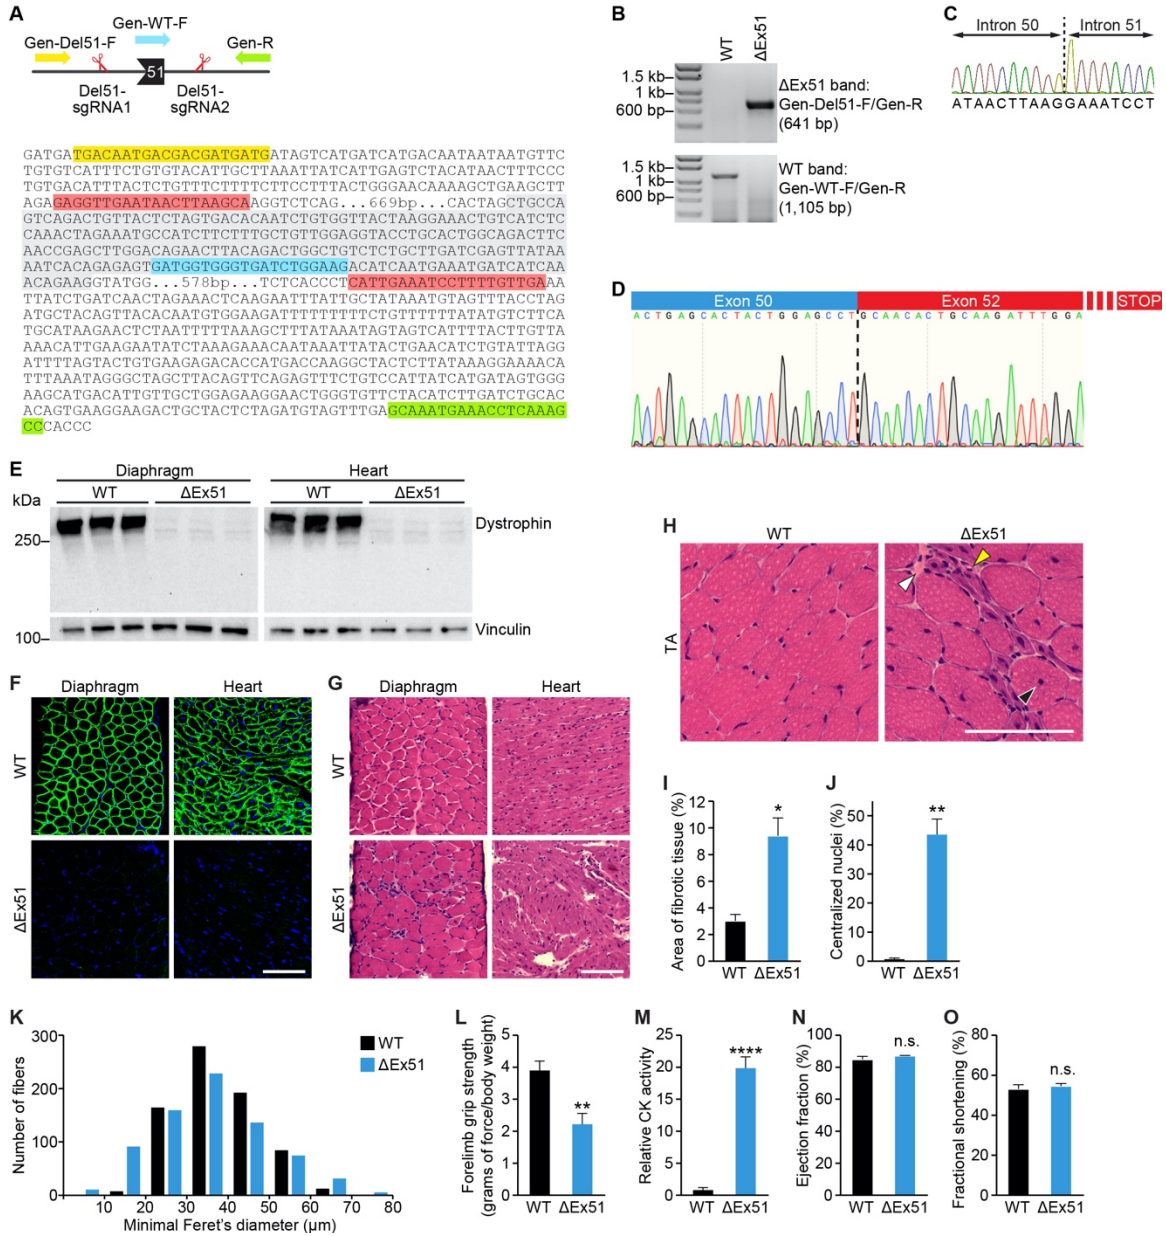 A
Gen-WT-F
Gen-Del51-F
Gen-R
51
Del51-
sgRNA1
Del51-
sgRNA2
GATGATGACAATGACGACGATGATGATAGTCATGATCATGACAATAATAATGTTC
TGTGTCATTTCTGTGTACATTGCTTAAATTATCATTGAGTCTATACATAACTTTCCC
TGTGACATTTACTCTGTTTCTTTTCTTCCTTTACTGGGAACAAAAGCTGAAGCTT
AGAGAGGTTGAATAACTTAAGCAAGGTCTCAG...669bp...CACTAGCTGCCA
GTCAGACTGTTACTCTAGTGACACAATCTGTGGTTACTAAGGAAACTGTCATCTC
CAAACTAGAAATGCCATCTTCTTTGCTGTTGGAGGTACCTGCACTGGCAGACTTC
AACCGAGCTTGGACAGAACTTACAGACTGGCTGTCTCTGCTTGATCGAGTTATAA
AATCACAGAGAGTGATGGTGGGTGATCTGGAAGACATCAATGAAATGATCATCAA
ACAGAAGGTATGG...578bp...TCTCACCCTCATTGAAATCCTTTTGTTGAAA
TTATCTGATCAACTAGAAACTCAAGAATTTATTGCTATAAATGTAGTTTACCTAG
ATGCTACAGTTACACAATGTGGAAGATTTTGTTGTTCTGTTTTTATATGTCTTCA
GCATAAGAACTCTAATTTTTAAAGCTTTTATAAATAGTAGTCATTTTACTTGTTA
AACATTGAAGAATATCTAAAGAAACAATAAATTATACTGAACATCTGTATTAGG
ATTTTAGTACTGTGAAGAGACACCATGACCAAGGCTACTCTTATAAAGGAAAACA
TTTAAATAGGGCTAGCTTACAGTTCAGAGTTTCTGTCCATTATCATGATAGTGGG
AAGCATGACATTGTTGCTGGAGAAGGAACTGGGTGTTCTACATCTTGATCTGCAC
ACAGTGAAGGAAGACTGCTACTCTAGATGTAGTTTGAGCAAATGAAACCTCAAAG
CCCACCC
B
WT
ΔEx51
1.5 kb
1 kb
600 bp
ΔEx51 band:
Gen-Del51-F/Gen-R
(641 bp)
1.5 kb
1 kb
600 bp
WT band:
Gen-WT-F/Gen-R
(1,105 bp)
C
Intron 50
Intron 51
ATAACTTAAGGAAATCCT
D
Exon 50
Exon 52
STOP
ACTGAGCACTACTGGAGCCTGCAACACTGCAAGATTTGGA
E
Diaphragm
Heart
kDa
WT
ΔEx51
WT
ΔEx51
Dystrophin
250
Vinculin
100
F
Diaphragm
Heart
WT
ΔEx51
G
Diaphragm
Heart
WT
ΔEx51
H
WT
ΔEx51
TA
I
Area of fibrotic tissue (%)
12
10
8
6
4
2
0
*
WT
ΔEx51
J
Centralized nuclei (%)
50
40
30
20
10
0
**
WT
ΔEx51
K
Number of fibers
300
200
100
0
WT
ΔEx51
10
20
30
40
50
60
70
80
Minimal Feret's diameter (µm)
L
Forelimb grip strength
(grams of force/body weight)
5
4
3
2
1
0
**
WT
ΔEx51
M
Relative CK activity
25
20
15
10
5
0
****
WT
ΔEx51
N
Ejection fraction (%)
100
80
60
40
20
0
n.s.
WT
ΔEx51
O
Fractional shortening (%)
80
60
40
20
0
n.s.
WT
ΔEx51